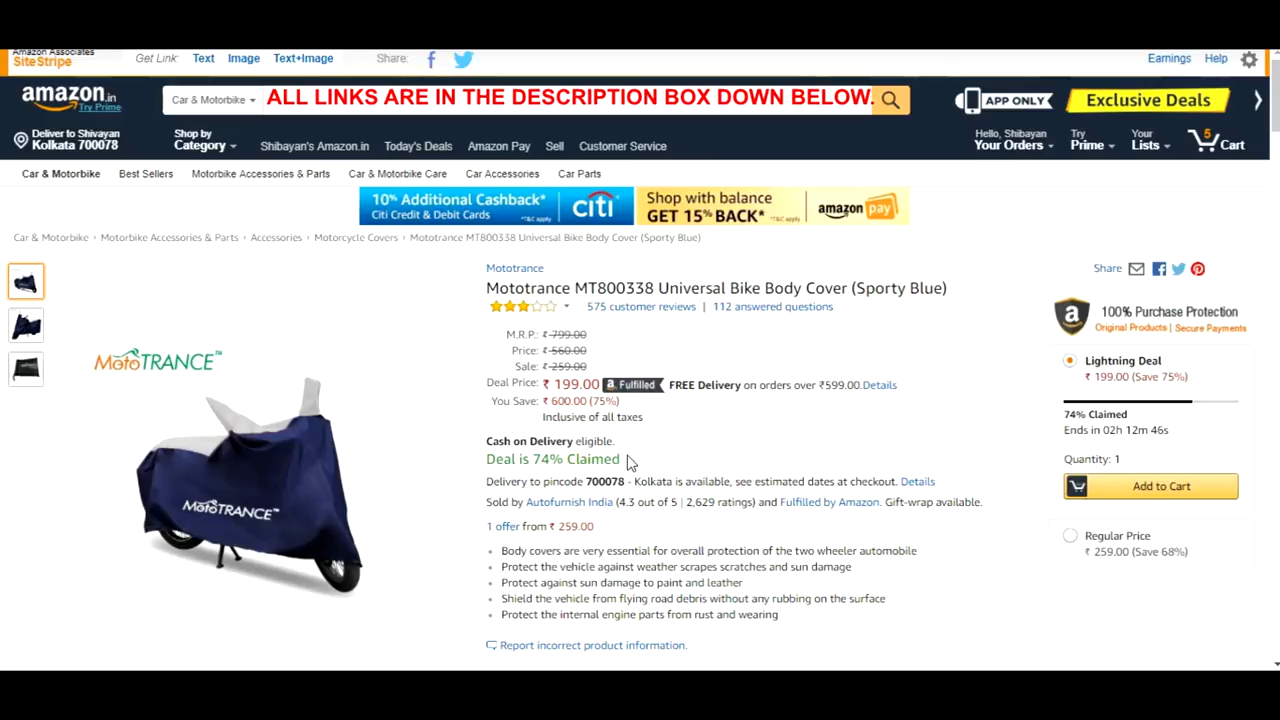 Amazon Associates
SiteStripe
Get Link: Text Image Text+Image Share:
Earnings Help
amazon.in
Try Prime
Car & Motorbike
ALL LINKS ARE IN THE DESCRIPTION BOX DOWN BELOW.
APP ONLY
Exclusive Deals
Deliver to Shivayan
Kolkata 700078
Shop by
Category
Shibayan's Amazon.in Today's Deals Amazon Pay Sell Customer Service
Hello, Shibayan
Your Orders
Try
Prime
Your
Lists
5
Cart
Car & Motorbike Best Sellers Motorbike Accessories & Parts Car & Motorbike Care Car Accessories Car Parts
10% Additional Cashback*
Citi Credit & Debit Cards *T&C apply
citi
Shop with balance
GET 15% BACK* *T&C apply
amazon pay
Car & Motorbike › Motorbike Accessories & Parts › Accessories › Motorcycle Covers › Mototrance MT800338 Universal Bike Body Cover (Sporty Blue)
MotoTRANCE™
MotoTRANCE™
Mototrance
Mototrance MT800338 Universal Bike Body Cover (Sporty Blue)
575 customer reviews | 112 answered questions
M.R.P.: ₹ 799.00
Price: ₹ 560.00
Sale: ₹ 259.00
Deal Price: ₹ 199.00 a Fulfilled FREE Delivery on orders over ₹599.00.Details
You Save: ₹ 600.00 (75%)
Inclusive of all taxes
Cash on Delivery eligible.
Deal is 74% Claimed
Delivery to pincode 700078 - Kolkata is available, see estimated dates at checkout. Details
Sold by Autofurnish India (4.3 out of 5 | 2,629 ratings) and Fulfilled by Amazon. Gift-wrap available.
1 offer from ₹ 259.00
• Body covers are very essential for overall protection of the two wheeler automobile
• Protect the vehicle against weather scrapes scratches and sun damage
• Protect against sun damage to paint and leather
• Shield the vehicle from flying road debris without any rubbing on the surface
• Protect the internal engine parts from rust and wearing
Report incorrect product information.
Share
a
100% Purchase Protection
Original Products | Secure Payments
Lightning Deal
₹ 199.00 (Save 75%)
74% Claimed
Ends in 02h 12m 46s
Quantity: 1
Add to Cart
Regular Price
₹ 259.00 (Save 68%)